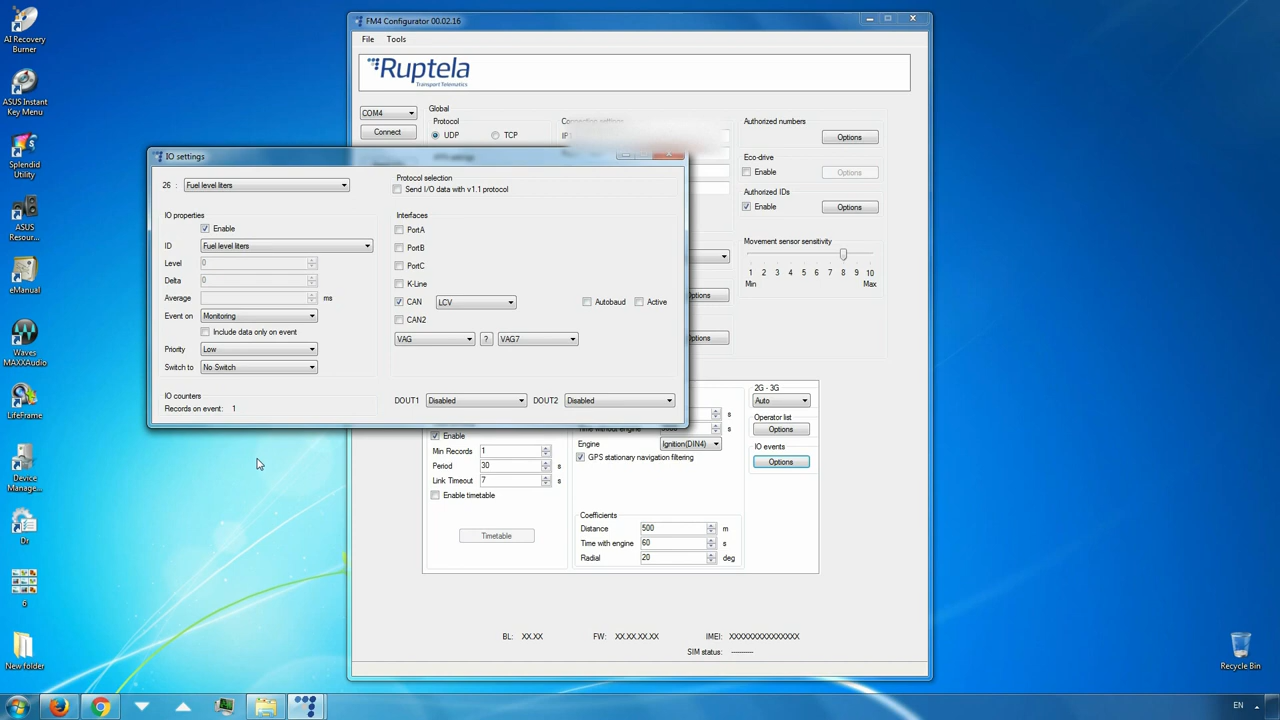 AI Recovery
Burner
ASUS Instant
Key Menu
Splendid
Utility
ASUS
Resour...
eManual
Waves
MAXXAudio
LifeFrame
Device
Manage...
Dr
6
New folder
Recycle Bin
FM4 Configurator 00.02.16
File Tools
Ruptela
Transport Telematics
COM4
Connect
Global
Protocol
UDP TCP
IP
Authorized numbers
Options
Eco-drive
Enable Options
Authorized IDs
Enable Options
Movement sensor sensitivity
1 2 3 4 5 6 7 8 9 10
Min Max
IO settings
26 : Fuel level liters
Protocol selection
Send I/O data with v1.1 protocol
IO properties
Enable
ID Fuel level liters
Level 0
Delta 0
Average ms
Event on Monitoring
Include data only on event
Priority Low
Switch to No Switch
IO counters
Records on event: 1
Interfaces
PortA
PortB
PortC
K-Line
CAN LCV Autobaud Active
CAN2
VAG ? VAG7
DOUT1 Disabled DOUT2 Disabled
Enable
Min Records 1
Period 30 s
Link Timeout 7 s
Enable timetable
Timetable
s
Time without engine s
Engine Ignition(DIN4)
GPS stationary navigation filtering
Coefficients
Distance 500 m
Time with engine 60 s
Radial 20 deg
2G - 3G
Auto
Operator list
Options
IO events
Options
BL: XX.XX FW: XX.XX.XX.XX IMEI: XXXXXXXXXXXXXXX
SIM status: ----------
EN